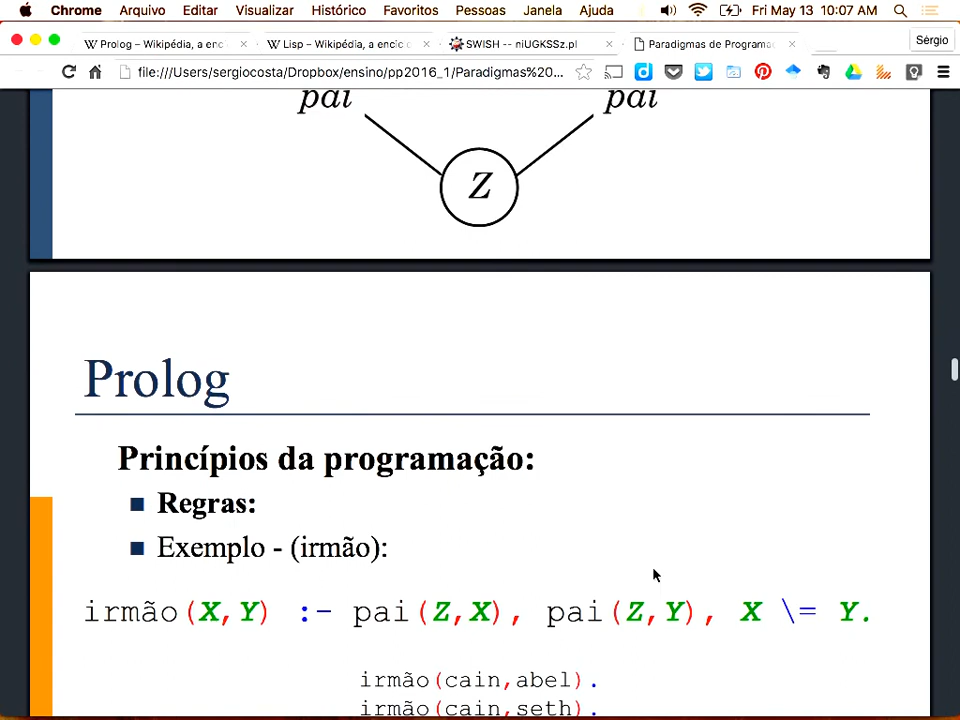 Chrome Arquivo Editar Visualizar Histórico Favoritos Pessoas Janela Ajuda Fri May 13 10:07 AM
Prolog – Wikipédia, a enc
Lisp – Wikipédia, a encic
SWISH -- niUGKSSz.pl
Paradigmas de Programa
Sérgio
file:///Users/sergiocosta/Dropbox/ensino/pp2016_1/Paradigmas%20...
pai pai
Z
Prolog
Princípios da programação:
Regras:
Exemplo - (irmão):
irmão(X,Y) :- pai(Z,X), pai(Z,Y), X \= Y.
irmão(cain,abel).
irmão(cain,seth).